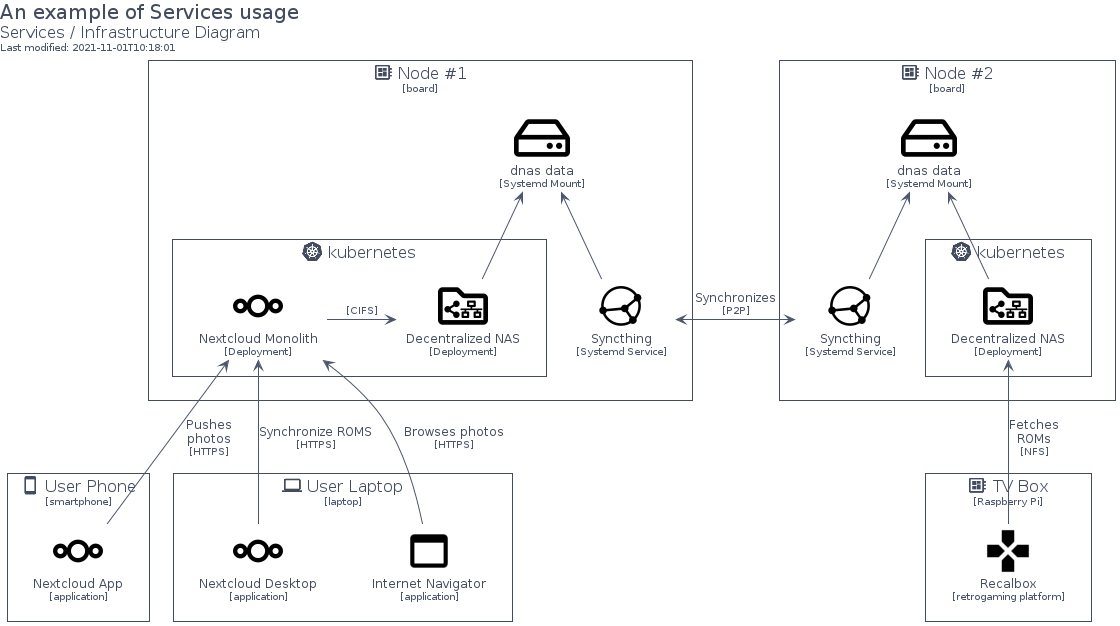 An example of Services usage
Services / Infrastructure Diagram
Last modified: 2021-11-01T10:18:01
Node #1
[board]
dnas data
[Systemd Mount]
kubernetes
Nextcloud Monolith
[Deployment]
[CIFS]
Decentralized NAS
[Deployment]
Syncthing
[Systemd Service]
Synchronizes
[P2P]
Node #2
[board]
dnas data
[Systemd Mount]
Syncthing
[Systemd Service]
kubernetes
Decentralized NAS
[Deployment]
Pushes
photos
[HTTPS]
Synchronize ROMS
[HTTPS]
Browses photos
[HTTPS]
Fetches
ROMs
[NFS]
User Phone
[smartphone]
Nextcloud App
[application]
User Laptop
[laptop]
Nextcloud Desktop
[application]
Internet Navigator
[application]
TV Box
[Raspberry Pi]
Recalbox
[retrogaming platform]